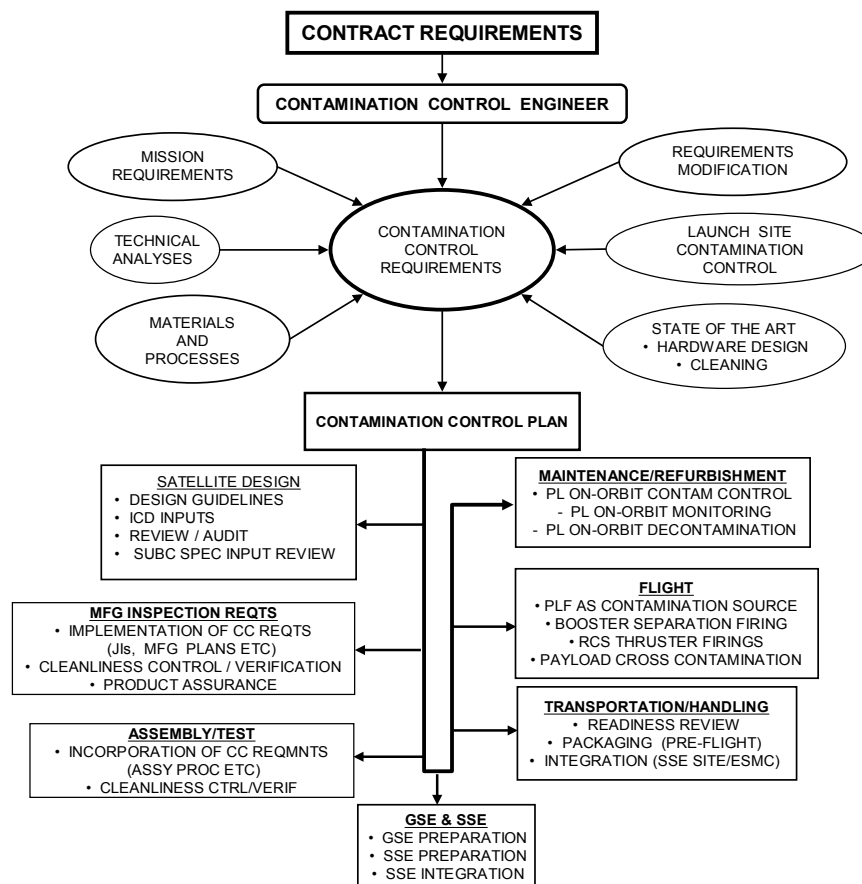 CONTRACT REQUIREMENTS
CONTAMINATION CONTROL ENGINEER
MISSION
REQUIREMENTS
REQUIREMENTS
MODIFICATION
TECHNICAL
ANALYSES
CONTAMINATION
CONTROL
REQUIREMENTS
LAUNCH SITE
CONTAMINATION
CONTROL
MATERIALS
AND
PROCESSES
STATE OF THE ART
• HARDWARE DESIGN
• CLEANING
CONTAMINATION CONTROL PLAN
SATELLITE DESIGN
• DESIGN GUIDELINES
• ICD INPUTS
• REVIEW / AUDIT
• SUBC SPEC INPUT REVIEW
MAINTENANCE/REFURBISHMENT
• PL ON-ORBIT CONTAM CONTROL
- PL ON-ORBIT MONITORING
- PL ON-ORBIT DECONTAMINATION
MFG INSPECTION REQTS
• IMPLEMENTATION OF CC REQTS
(JIs, MFG PLANS ETC)
• CLEANLINESS CONTROL / VERIFICATION
• PRODUCT ASSURANCE
FLIGHT
• PLF AS CONTAMINATION SOURCE
• BOOSTER SEPARATION FIRING
• RCS THRUSTER FIRINGS
• PAYLOAD CROSS CONTAMINATION
ASSEMBLY/TEST
• INCORPORATION OF CC REQMNTS
(ASSY PROC ETC)
• CLEANLINESS CTRL/VERIF
TRANSPORTATION/HANDLING
• READINESS REVIEW
• PACKAGING (PRE-FLIGHT)
• INTEGRATION (SSE SITE/ESMC)
GSE & SSE
• GSE PREPARATION
• SSE PREPARATION
• SSE INTEGRATION